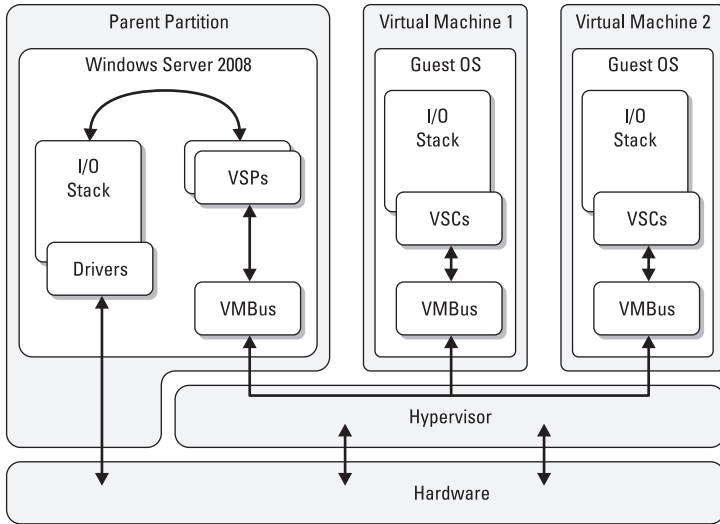 Parent Partition
Windows Server 2008
I/O
Stack
VSPs
Drivers
VMBus
Virtual Machine 1
Guest OS
I/O
Stack
VSCs
VMBus
Virtual Machine 2
Guest OS
I/O
Stack
VSCs
VMBus
Hypervisor
Hardware